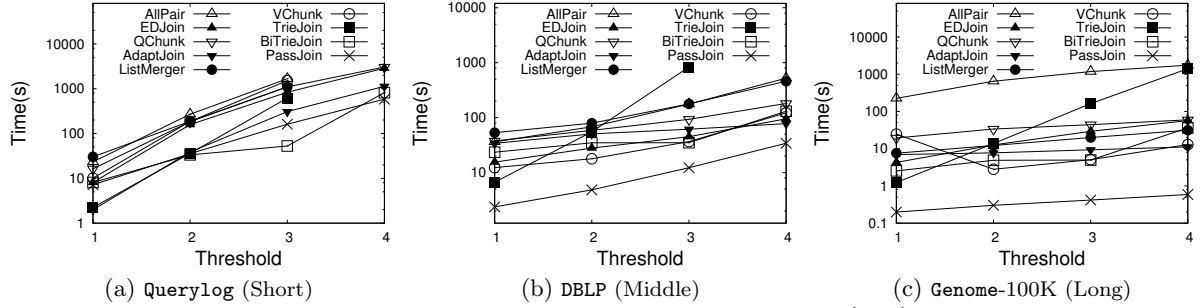 10000
1000
100
10
1
Time(s)
1 2 3 4
Threshold
AllPair
EDJoin
QChunk
AdaptJoin
ListMerger
VChunk
TrieJoin
BiTrieJoin
PassJoin
(a) Querylog (Short)
10000
1000
100
10
Time(s)
1 2 3 4
Threshold
AllPair
EDJoin
QChunk
AdaptJoin
ListMerger
VChunk
TrieJoin
BiTrieJoin
PassJoin
(b) DBLP (Middle)
100000
10000
1000
100
10
1
0.1
Time(s)
1 2 3 4
Threshold
AllPair
EDJoin
QChunk
AdaptJoin
ListMerger
VChunk
TrieJoin
BiTrieJoin
PassJoin
(c) Genome-100K (Long)